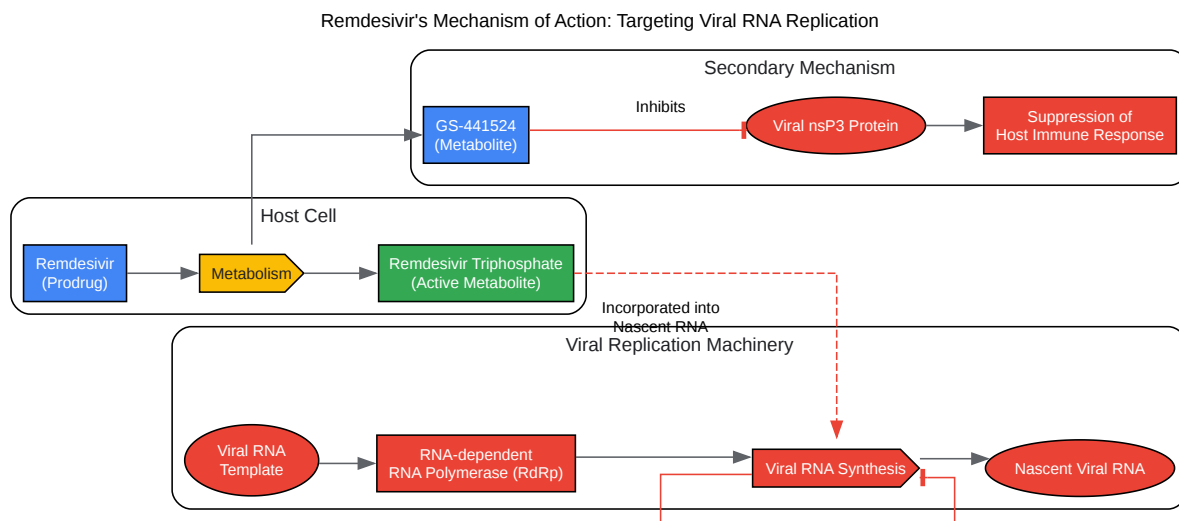 Remdesivir's Mechanism of Action: Targeting Viral RNA Replication
Secondary Mechanism
GS-441524
(Metabolite)
Inhibits
Viral nsP3 Protein
Suppression of
Host Immune Response
Host Cell
Remdesivir
(Prodrug)
Metabolism
Remdesivir Triphosphate
(Active Metabolite)
Incorporated into
Nascent RNA
Viral Replication Machinery
Viral RNA
Template
RNA-dependent
RNA Polymerase (RdRp)
Viral RNA Synthesis
Nascent Viral RNA